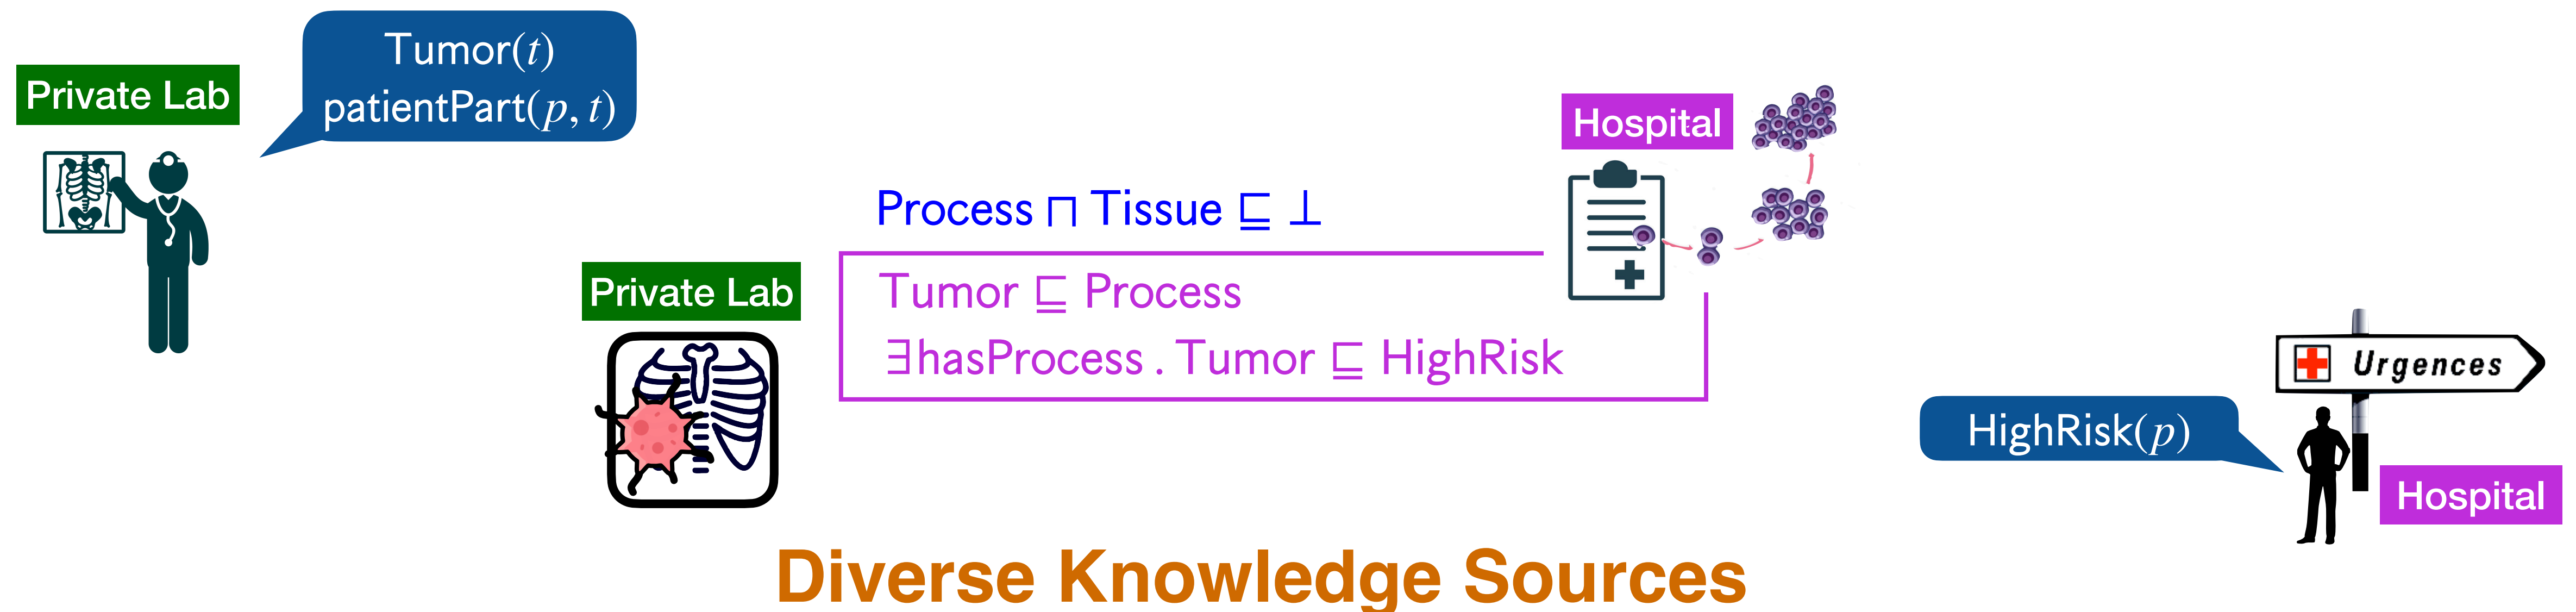 Private Lab
Tumor(t)
patientPart(p, t)
Process ⊓ Tissue ⊑ ⊥
Hospital
Private Lab
Tumor ⊑ Process
∃hasProcess . Tumor ⊑ HighRisk
Urgences
HighRisk(p)
Hospital
Diverse Knowledge Sources